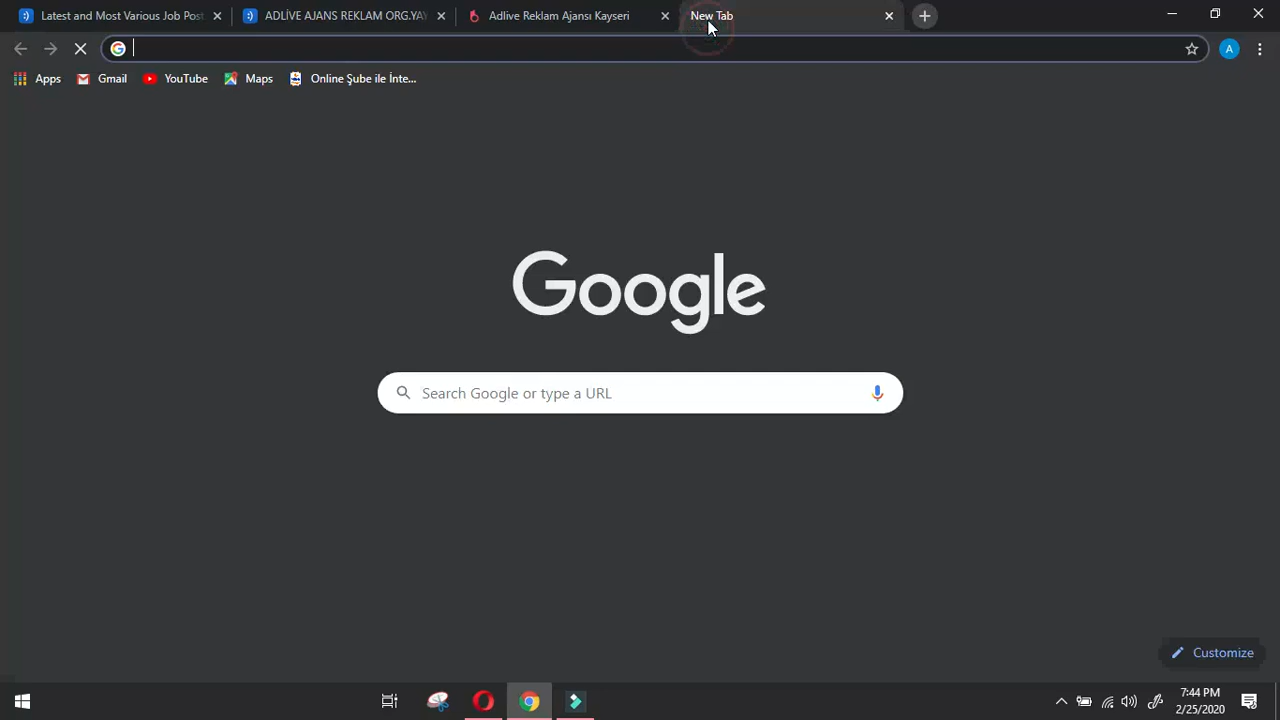 Latest and Most Various Job Post
ADLİVE AJANS REKLAM ORG.YAY
Adlive Reklam Ajansı Kayseri
New Tab
A
Apps
Gmail
YouTube
Maps
Online Şube ile İnte...
Google
Search Google or type a URL
Customize
7:44 PM
2/25/2020